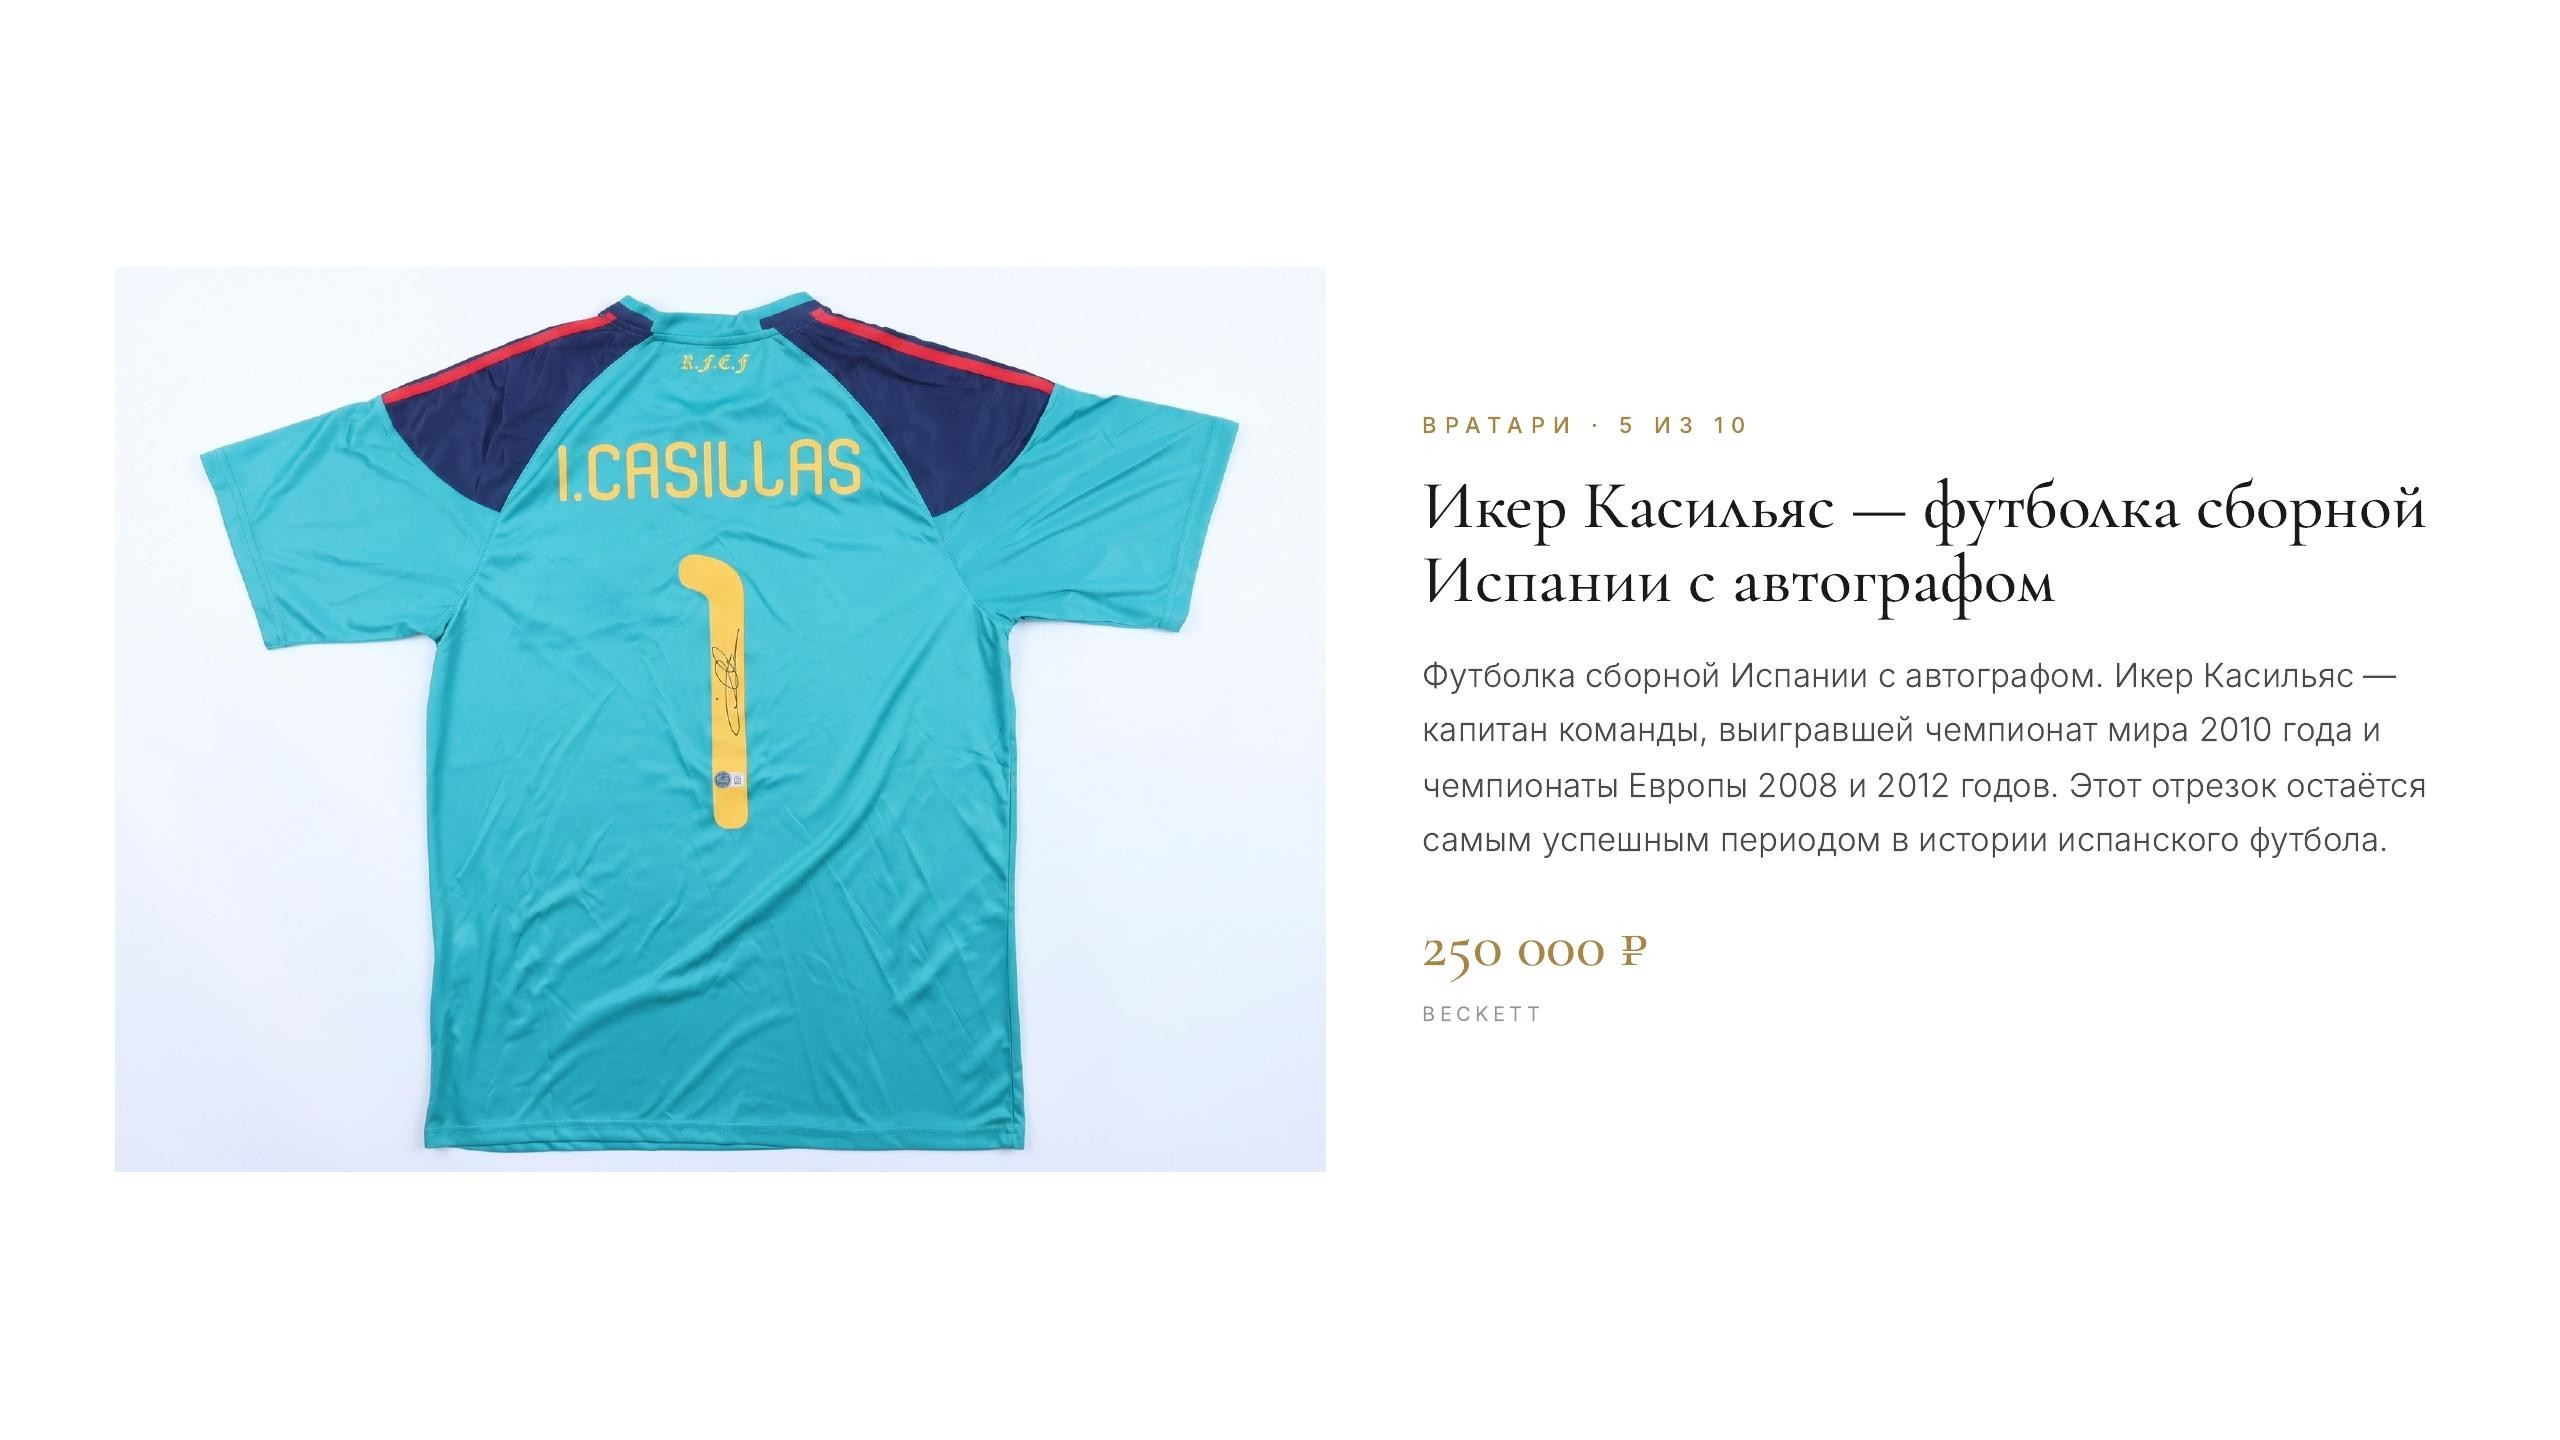 R.F.E.F
I.CASILLAS
1
ВРАТАРИ · 5 ИЗ 10
Икер Касильяс — футболка сборной
Испании с автографом
Футболка сборной Испании с автографом. Икер Касильяс —
капитан команды, выигравшей чемпионат мира 2010 года и
чемпионаты Европы 2008 и 2012 годов. Этот отрезок остаётся
самым успешным периодом в истории испанского футбола.
250 000 ₽
BECKETT